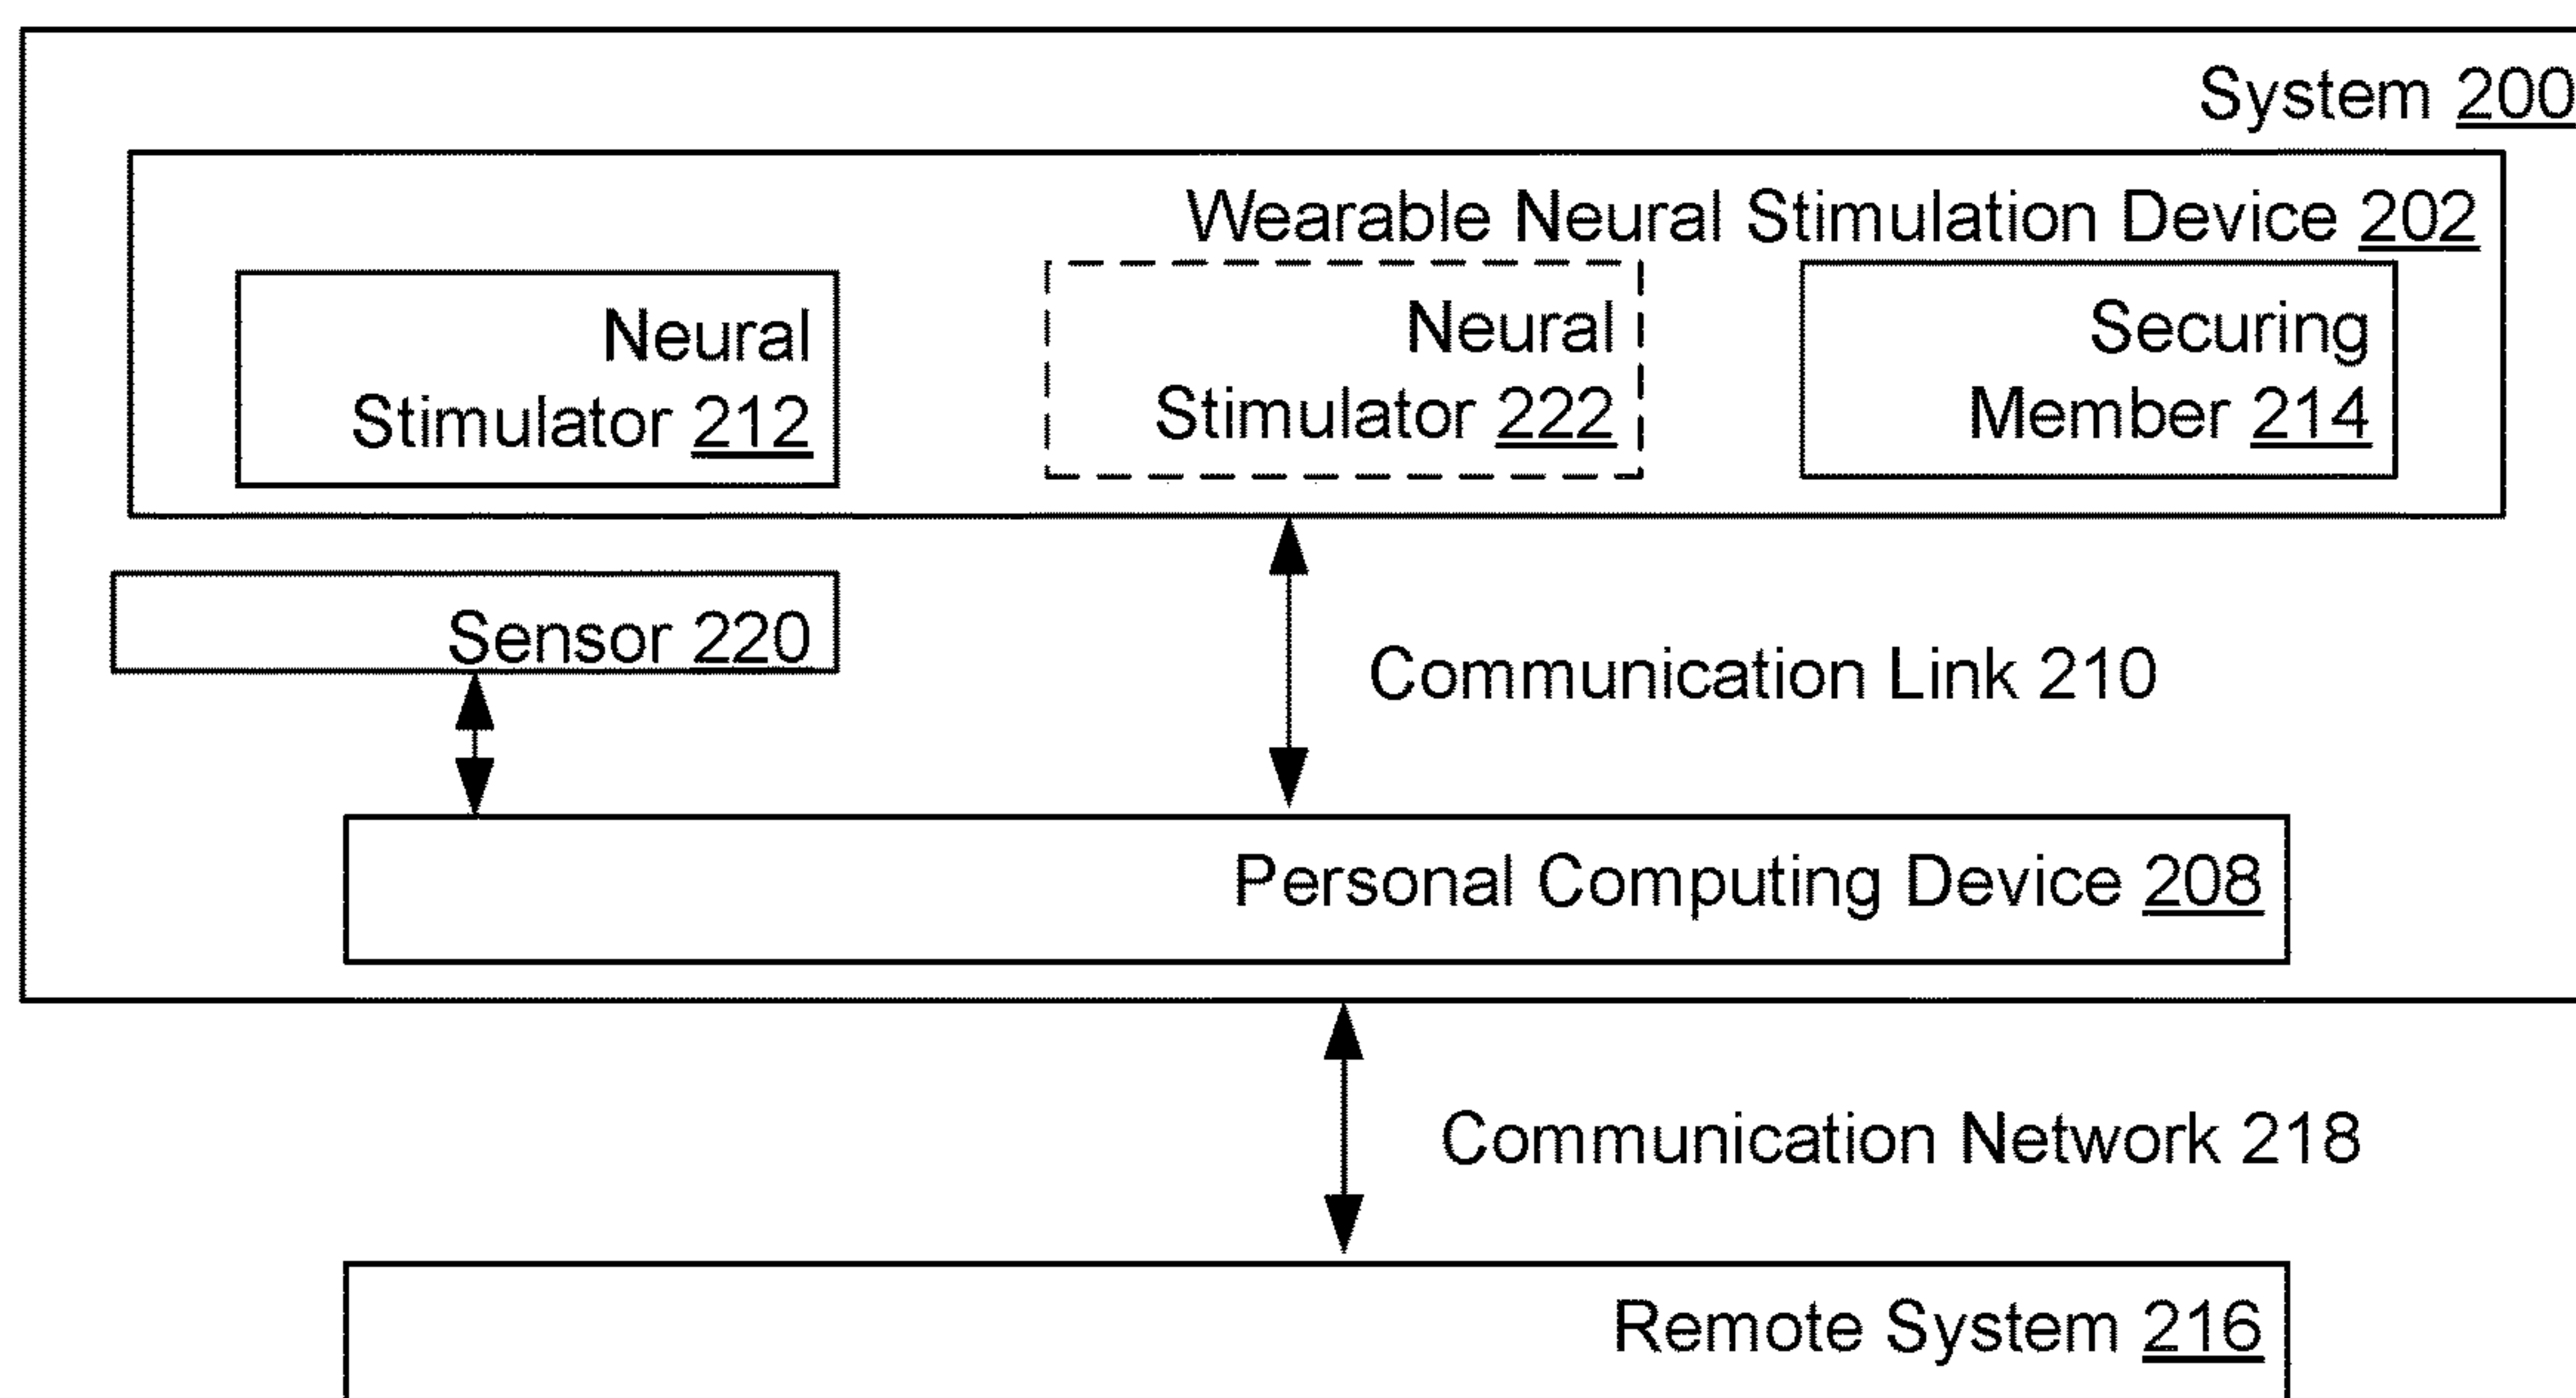 System 200
Wearable Neural Stimulation Device 202
Neural
Stimulator 212
Neural
Stimulator 222
Securing
Member 214
Sensor 220
Communication Link 210
Personal Computing Device 208
Communication Network 218
Remote System 216